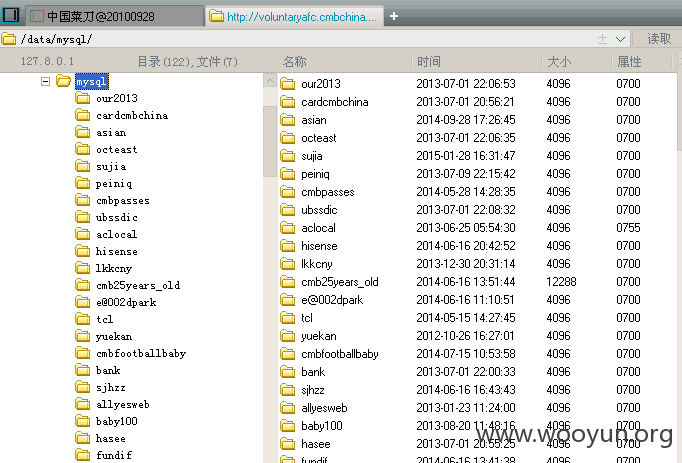 中国菜刀@20100928 http://voluntaryafc.cmbchina.... +
/data/mysql/ 读取
127.8.0.1 目录(122),文件(7) 名称 时间 大小 属性
mysql
our2013
cardcmbchina
asian
octeast
sujia
peiniq
cmbpasses
ubssdic
aclocal
hisense
lkkcny
cmb25years_old
e@002dpark
tcl
yuekan
cmbfootballbaby
bank
sjhzz
allyesweb
baby100
hasee
fundif
our2013 2013-07-01 22:06:53 4096 0700
cardcmbchina 2013-07-01 20:56:21 4096 0700
asian 2014-09-28 17:26:45 4096 0700
octeast 2013-07-01 22:06:35 4096 0700
sujia 2015-01-28 16:31:47 4096 0700
peiniq 2013-07-09 22:15:42 4096 0700
cmbpasses 2014-05-28 14:28:35 4096 0700
ubssdic 2013-07-01 22:08:32 4096 0700
aclocal 2013-06-25 05:54:30 4096 0755
hisense 2014-06-16 20:42:52 4096 0700
lkkcny 2013-12-30 20:31:14 4096 0700
cmb25years_old 2014-06-16 13:51:44 12288 0700
e@002dpark 2014-06-16 11:10:51 4096 0700
tcl 2014-05-15 14:27:45 4096 0700
yuekan 2012-10-26 16:27:01 4096 0700
cmbfootballbaby 2014-07-15 10:53:58 4096 0700
bank 2013-07-01 22:00:33 4096 0700
sjhzz 2014-06-16 16:43:43 4096 0700
allyesweb 2013-01-23 11:24:00 4096 0700
baby100 2013-08-20 11:48:16 4096 0700
hasee 2013-07-01 20:55:25 4096 0700
fundif 2014-06-16 13:41:38 4096 0700
www.wooyun.org